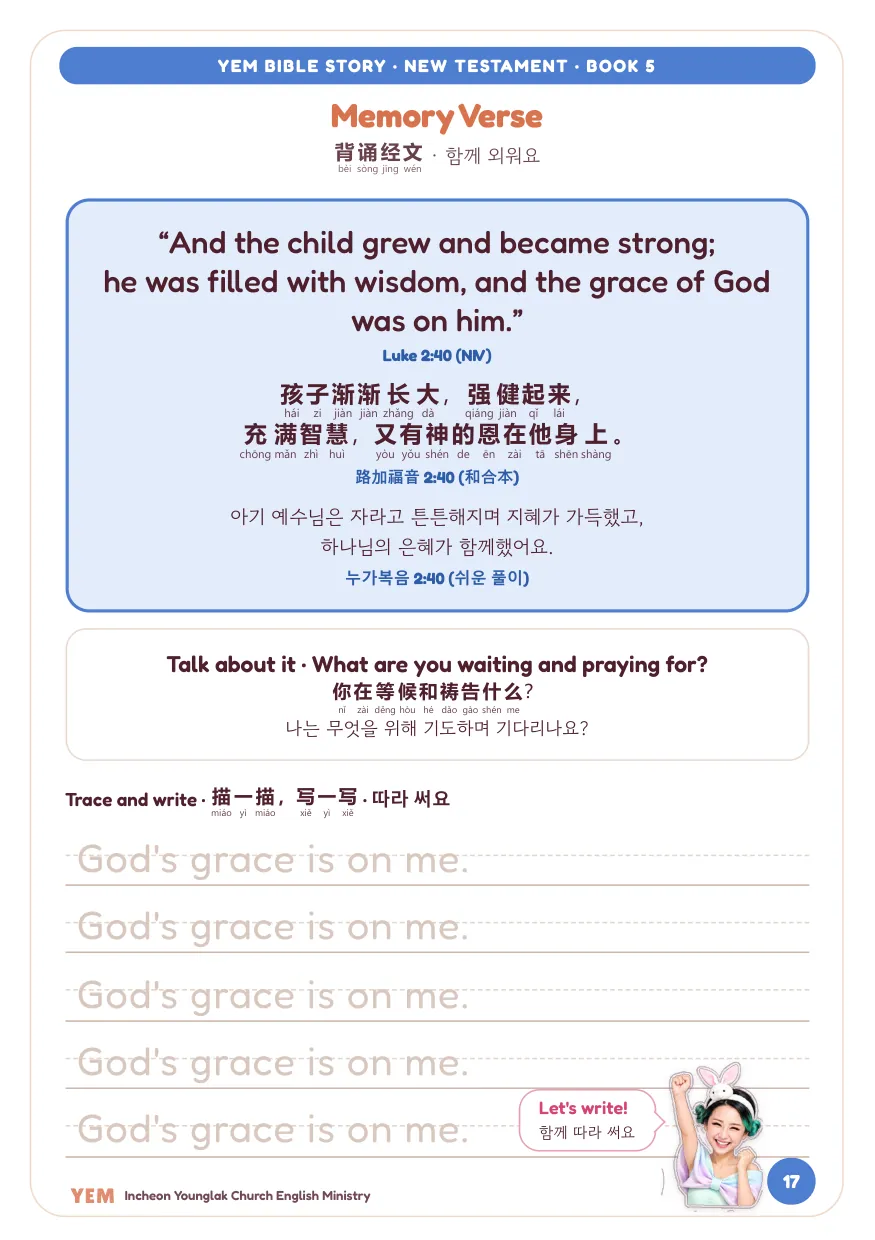 YEM BIBLE STORY · NEW TESTAMENT · BOOK 5
Memory Verse
背诵经文 · 함께 외워요
bèi sòng jīng wén
“And the child grew and became strong;
he was filled with wisdom, and the grace of God
was on him.”
Luke 2:40 (NIV)
孩子渐渐长大，强健起来，
hái zi jiàn jiàn zhǎng dà qiáng jiàn qǐ lái
充满智慧，又有神的恩在他身上。
chōng mǎn zhì huì yòu yǒu shén de ēn zài tā shēn shàng
路加福音 2:40 (和合本)
아기 예수님은 자라고 튼튼해지며 지혜가 가득했고,
하나님의 은혜가 함께했어요.
누가복음 2:40 (쉬운 풀이)
Talk about it · What are you waiting and praying for?
你在等候和祷告什么?
nǐ zài děng hòu hé dǎo gào shén me
나는 무엇을 위해 기도하며 기다리나요?
Trace and write · 描一描，写一写 · 따라 써요
miáo yi miáo xiě yì xiě
God's grace is on me.
God's grace is on me.
God's grace is on me.
God's grace is on me.
God's grace is on me.
Let's write!
함께 따라 써요
YEM Incheon Younglak Church English Ministry
17